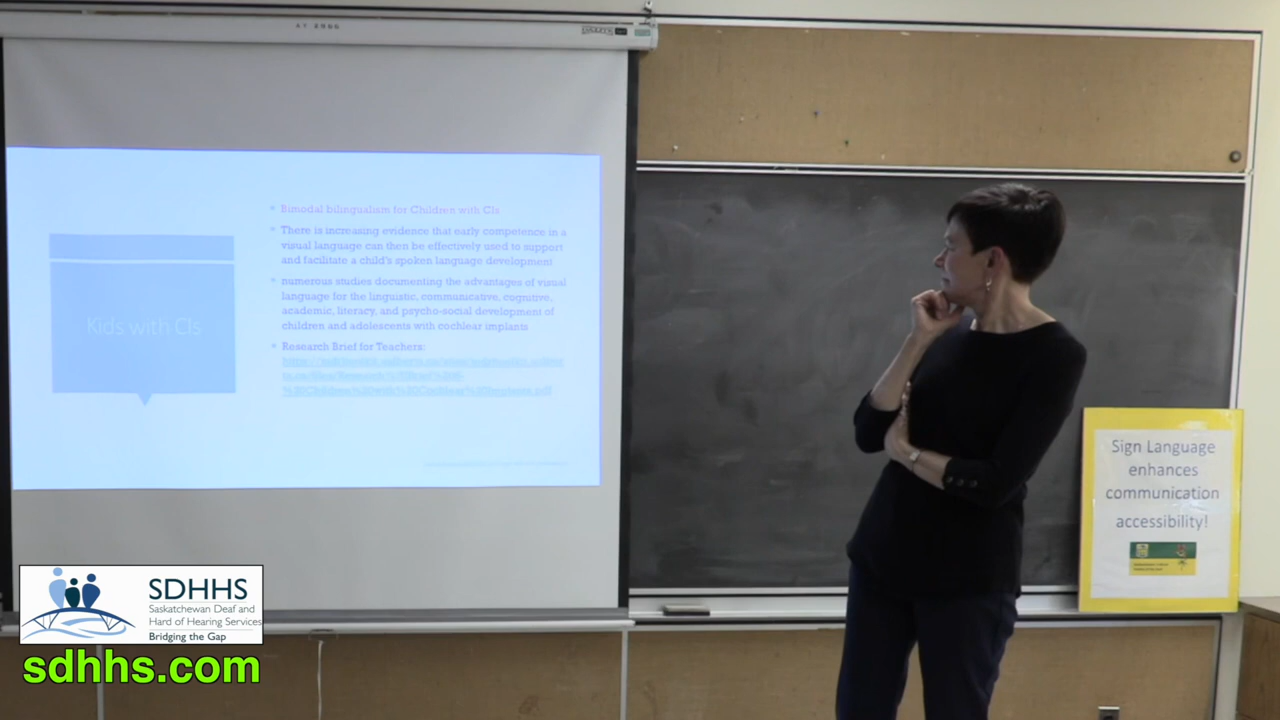 Kids with CIs
Bimodal bilingualism for Children with CIs
There is increasing evidence that early competence in a
visual language can then be effectively used to support
and facilitate a child's spoken language development
numerous studies documenting the advantages of visual
language for the linguistic, communicative, cognitive,
academic, literacy, and psycho-social development of
children and adolescents with cochlear implants
Research Brief for Teachers:
Sign Language
enhances
communication
accessibility!
SDHHS
Saskatchewan Deaf and
Hard of Hearing Services
Bridging the Gap
sdhhs.com